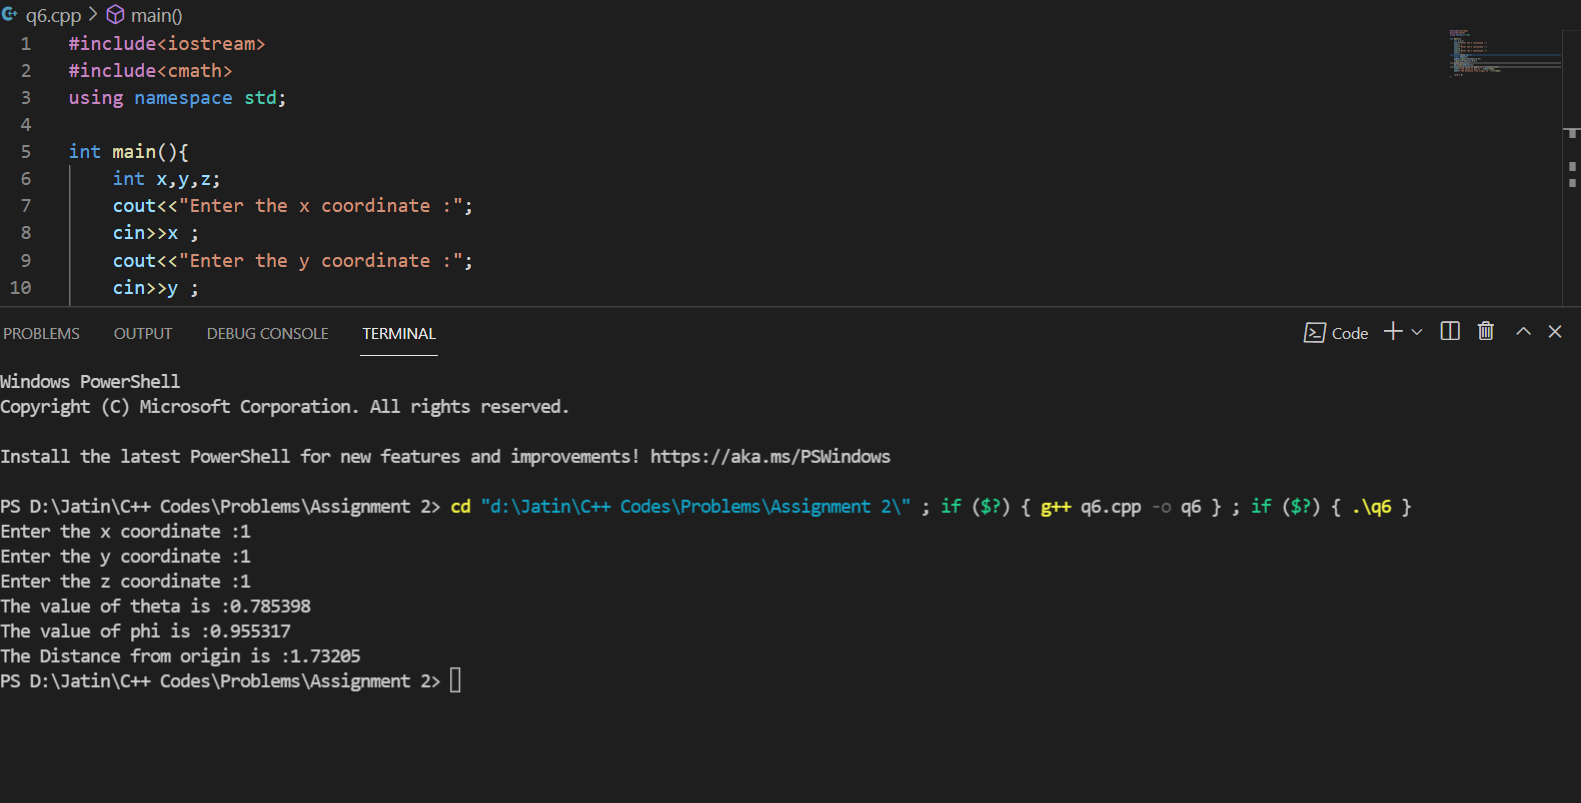 q6.cpp > main()
1 #include<iostream>
2 #include<cmath>
3 using namespace std;
4
5 int main(){
6 int x,y,z;
7 cout<<"Enter the x coordinate :";
8 cin>>x ;
9 cout<<"Enter the y coordinate :";
10 cin>>y ;
PROBLEMS OUTPUT DEBUG CONSOLE TERMINAL Code
Windows PowerShell
Copyright (C) Microsoft Corporation. All rights reserved.
Install the latest PowerShell for new features and improvements! https://aka.ms/PSWindows
PS D:\Jatin\C++ Codes\Problems\Assignment 2> cd "d:\Jatin\C++ Codes\Problems\Assignment 2\" ; if ($?) { g++ q6.cpp -o q6 } ; if ($?) { .\q6 }
Enter the x coordinate :1
Enter the y coordinate :1
Enter the z coordinate :1
The value of theta is :0.785398
The value of phi is :0.955317
The Distance from origin is :1.73205
PS D:\Jatin\C++ Codes\Problems\Assignment 2>